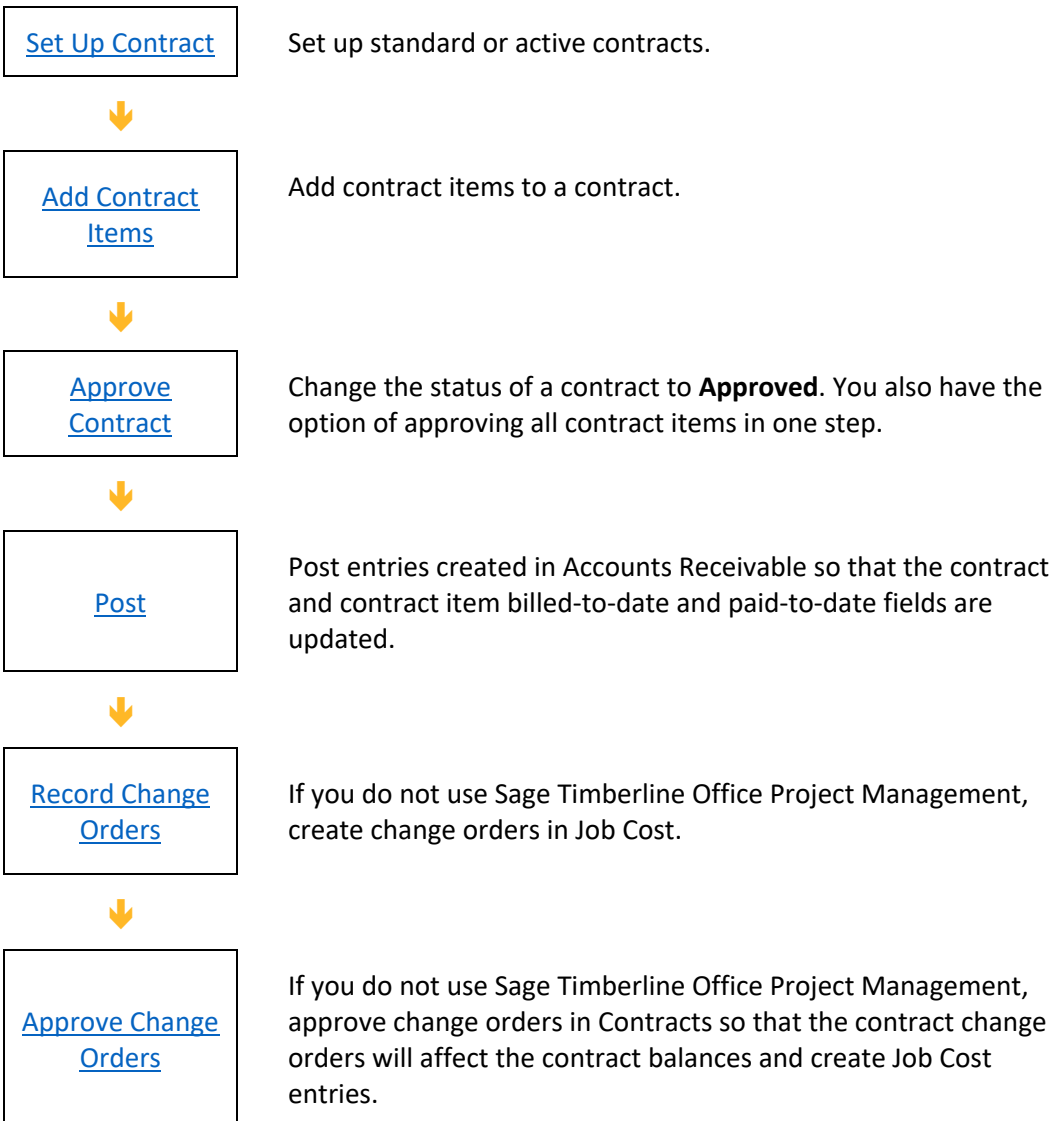 Set Up Contract
Set up standard or active contracts.
Add Contract
Items
Add contract items to a contract.
Approve
Contract
Change the status of a contract to Approved. You also have the
option of approving all contract items in one step.
Post
Post entries created in Accounts Receivable so that the contract
and contract item billed-to-date and paid-to-date fields are
updated.
Record Change
Orders
If you do not use Sage Timberline Office Project Management,
create change orders in Job Cost.
Approve Change
Orders
If you do not use Sage Timberline Office Project Management,
approve change orders in Contracts so that the contract change
orders will affect the contract balances and create Job Cost
entries.